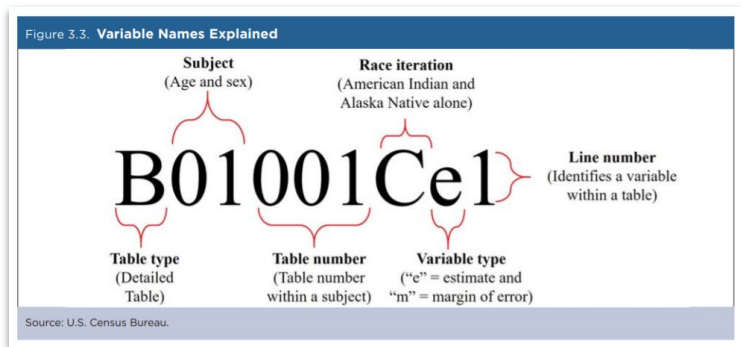 Figure 3.3. Variable Names Explained
Subject
(Age and sex)
Race iteration
(American Indian and
Alaska Native alone)
B01001Ce1
Line number
(Identifies a variable
within a table)
Table type
(Detailed
Table)
Table number
(Table number
within a subject)
Variable type
("e" = estimate and
"m" = margin of error)
Source: U.S. Census Bureau.